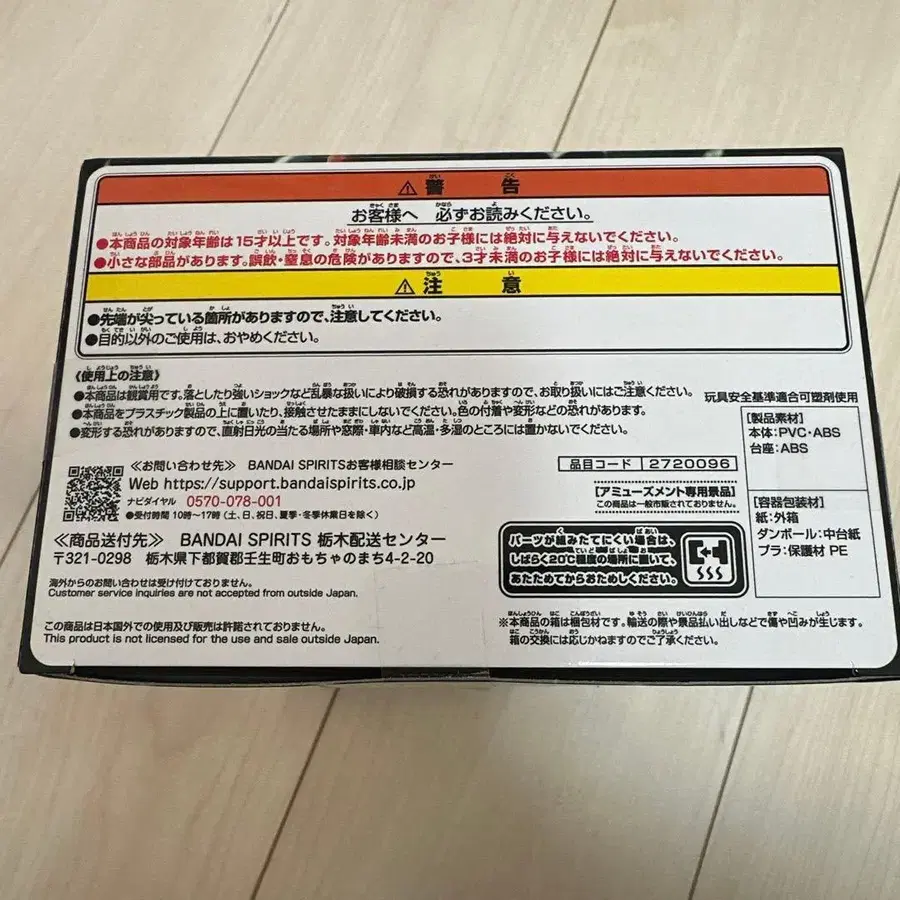 ⚠警告
お客様へ 必ずお読みください。
●本商品の対象年齢は15才以上です。対象年齢未満のお子様には絶対に与えないでください。
●小さな部品があります。誤飲・窒息の危険がありますので、3才未満のお子様には絶対に与えないでください。
⚠注意
●先端が尖っている箇所がありますので、注意してください。
●目的以外のご使用は、おやめください。
《使用上の注意》
●本商品は観賞用です。落としたり強いショックなど乱暴な扱いにより破損する恐れがありますので、お取り扱いにはご注意ください。
●本商品をプラスチック製品の上に置いたり、接触させたままにしないでください。色の付着や変形などの恐れがあります。
●変形する恐れがありますので、直射日光の当たる場所や窓際・車内など高温・多湿のところには置かないでください。
玩具安全基準適合可塑剤使用
[製品素材]
本体:PVC・ABS
台座:ABS
≪お問い合わせ先≫ BANDAI SPIRITSお客様相談センター
Web https://support.bandaispirits.co.jp
ナビダイヤル 0570-078-001
●受付時間 10時〜17時 (土、日、祝日、夏季・冬季休業日を除く)
品目コード 2720096
[アミューズメント専用景品]
この商品は一般市販されておりません。
[容器包装材]
紙:外箱
ダンボール:中台紙
プラ:保護材 PE
≪商品送付先≫ BANDAI SPIRITS 栃木配送センター
〒321-0298 栃木県下都賀郡壬生町おもちゃのまち4-2-20
パーツが組みたてにくい場合は、
しばらく20℃程度の場所に置いて、
あたためてからおためしください。
海外からのお問い合わせは受け付けておりません。
Customer service inquiries are not accepted from outside Japan.
この商品は日本国外での使用及び販売は許諾されておりません。
This product is not licensed for the use and sale outside Japan.
※本商品の箱は梱包材です。輸送の際や景品払い出しなどで傷や凹みが生じます。
箱の交換には応じかねますのでご了承ください。